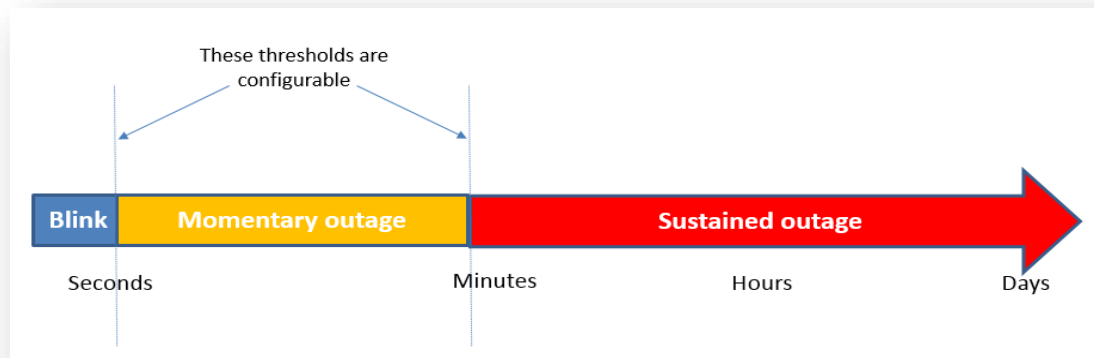 These thresholds are
configurable
Blink
Momentary outage
Sustained outage
Seconds
Minutes
Hours
Days